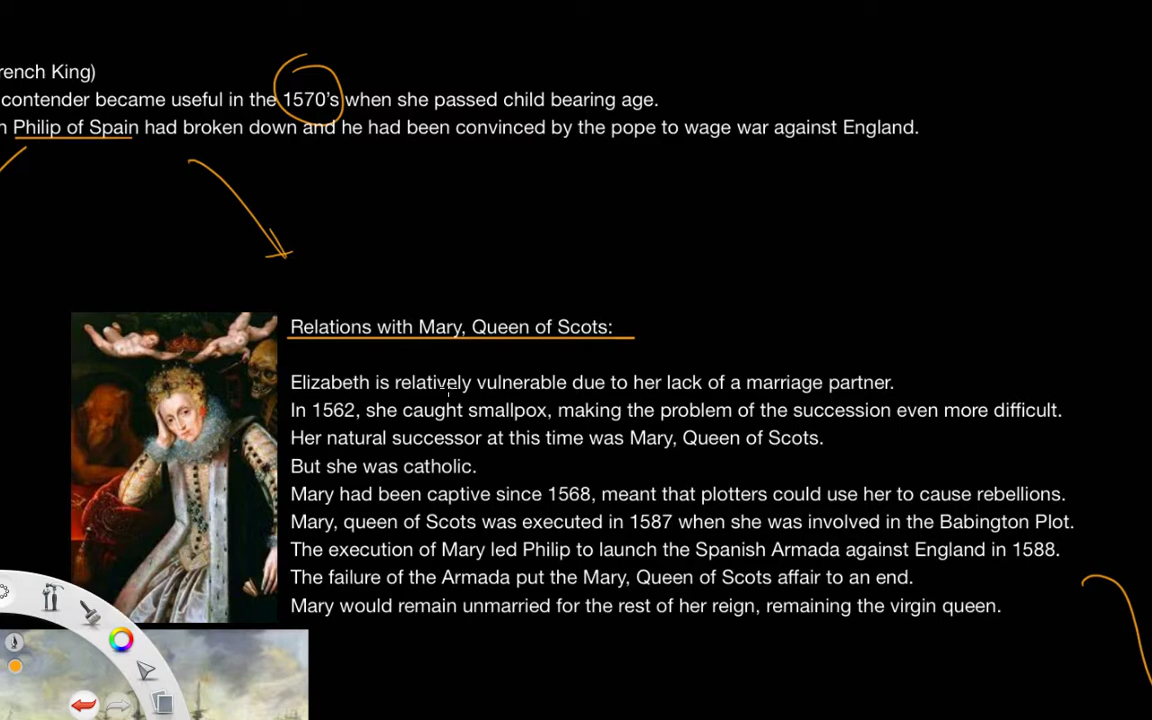 rench King)
contender became useful in the 1570's when she passed child bearing age.
n Philip of Spain had broken down and he had been convinced by the pope to wage war against England.
Relations with Mary, Queen of Scots:
Elizabeth is relatively vulnerable due to her lack of a marriage partner.
In 1562, she caught smallpox, making the problem of the succession even more difficult.
Her natural successor at this time was Mary, Queen of Scots.
But she was catholic.
Mary had been captive since 1568, meant that plotters could use her to cause rebellions.
Mary, queen of Scots was executed in 1587 when she was involved in the Babington Plot.
The execution of Mary led Philip to launch the Spanish Armada against England in 1588.
The failure of the Armada put the Mary, Queen of Scots affair to an end.
Mary would remain unmarried for the rest of her reign, remaining the virgin queen.